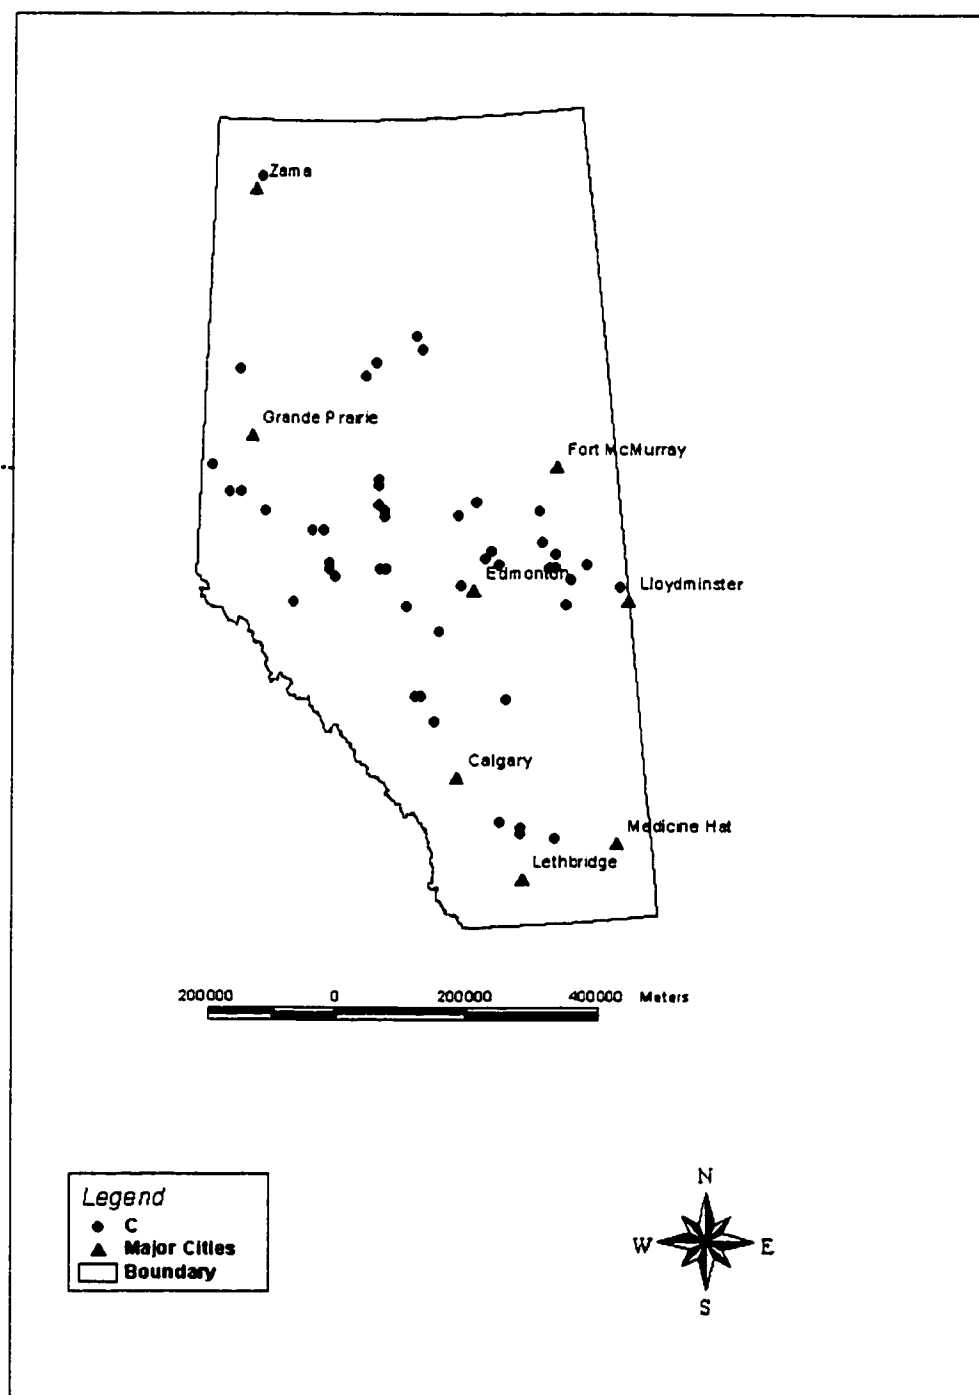 Zama
Grande Prairie
Fort McMurray
Edmonton
Lloydminster
Calgary
Medicine Hat
Lethbridge
200000 0 200000 400000 Meters
Legend
C
Major Cities
Boundary
N
W E
S